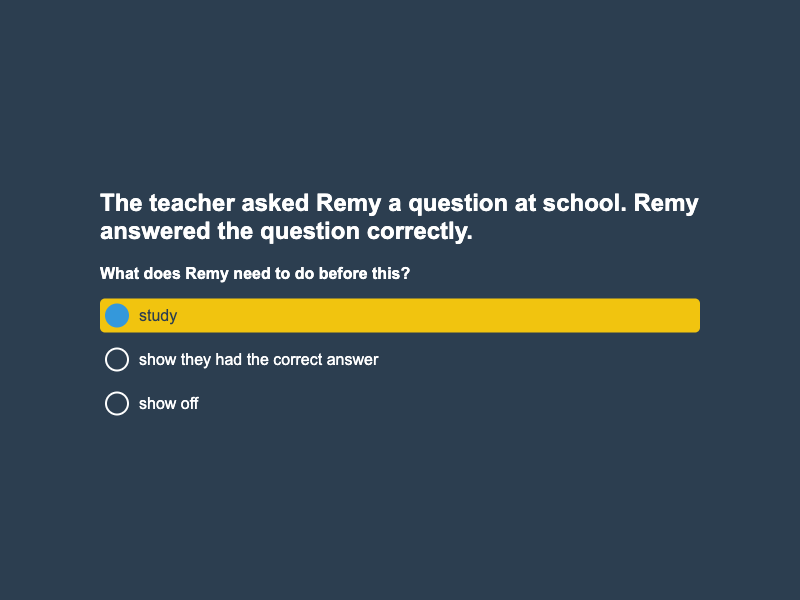 The teacher asked Remy a question at school. Remy
answered the question correctly.
What does Remy need to do before this?
study
show they had the correct answer
show off